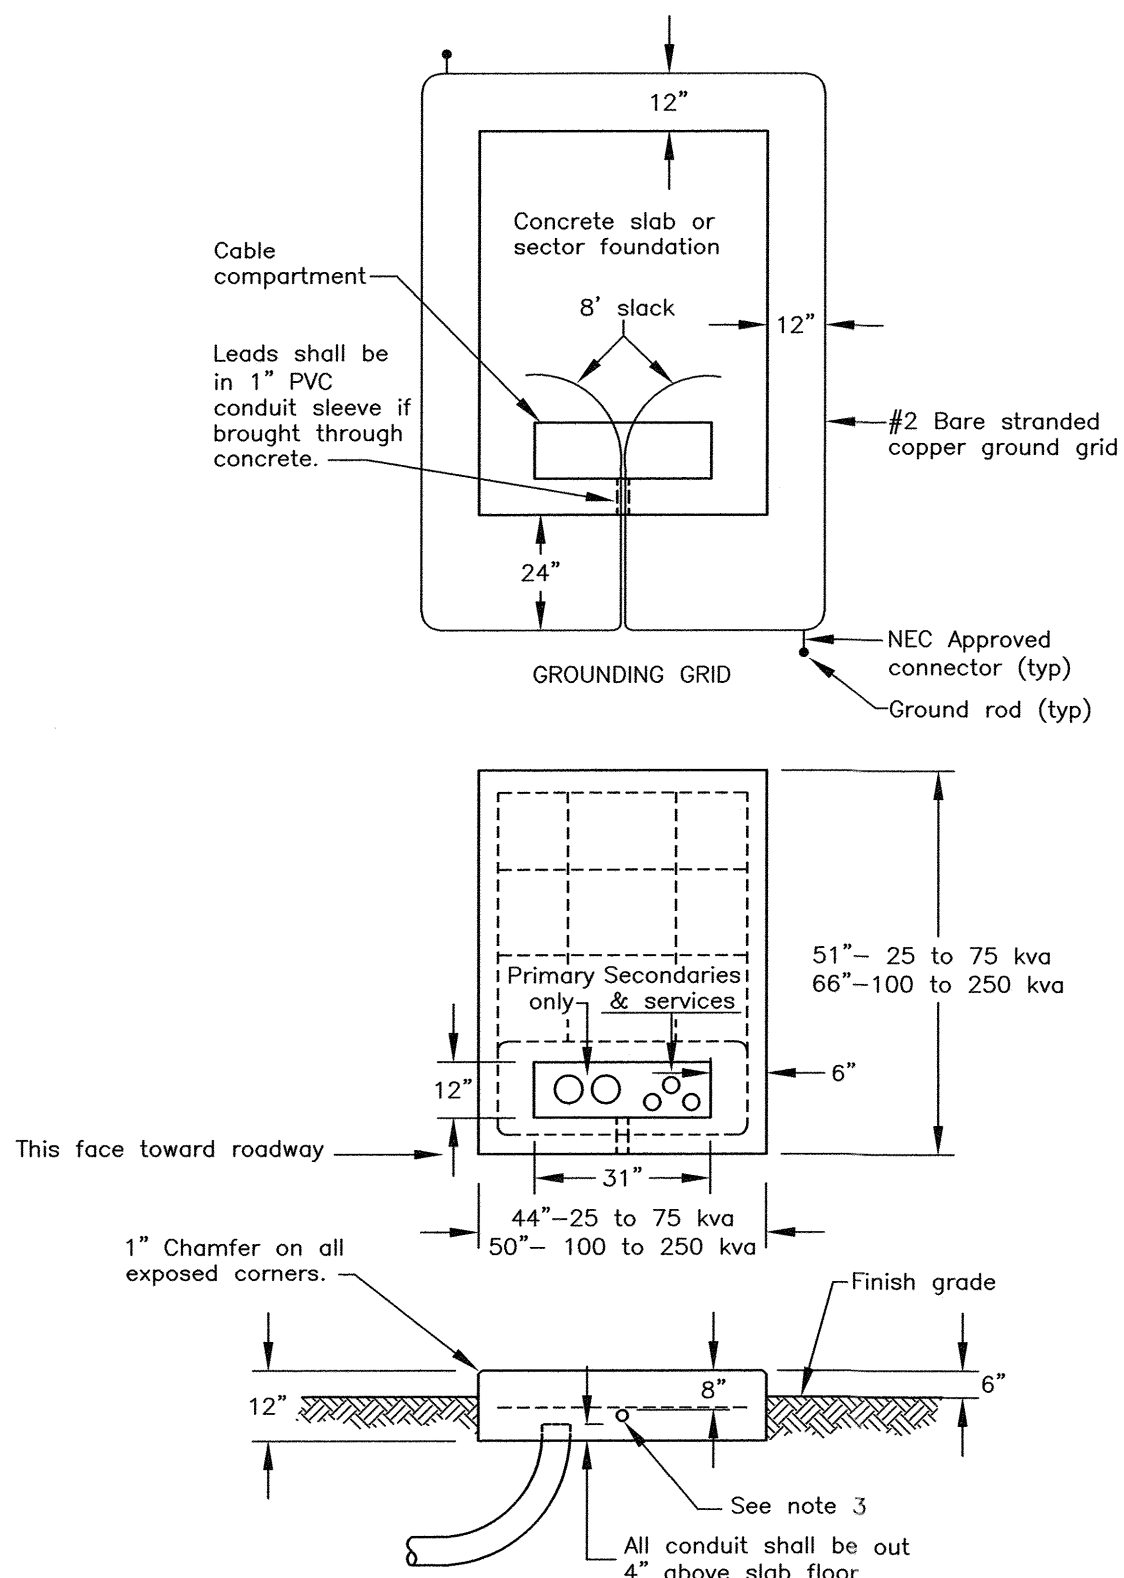 12”
Concrete slab or
sector foundation
Cable
compartment
8’ slack
12”
Leads shall be
in 1” PVC
conduit sleeve if
brought through
concrete.
#2 Bare stranded
copper ground grid
24”
NEC Approved
connector (typ)
GROUNDING GRID
Ground rod (typ)
51”– 25 to 75 kva
66”–100 to 250 kva
Primary Secondaries
only & services
12”
6”
This face toward roadway
31”
44”–25 to 75 kva
50”– 100 to 250 kva
1” Chamfer on all
exposed corners.
Finish grade
12”
8”
6”
See note 3
All conduit shall be out
4” above slab floor